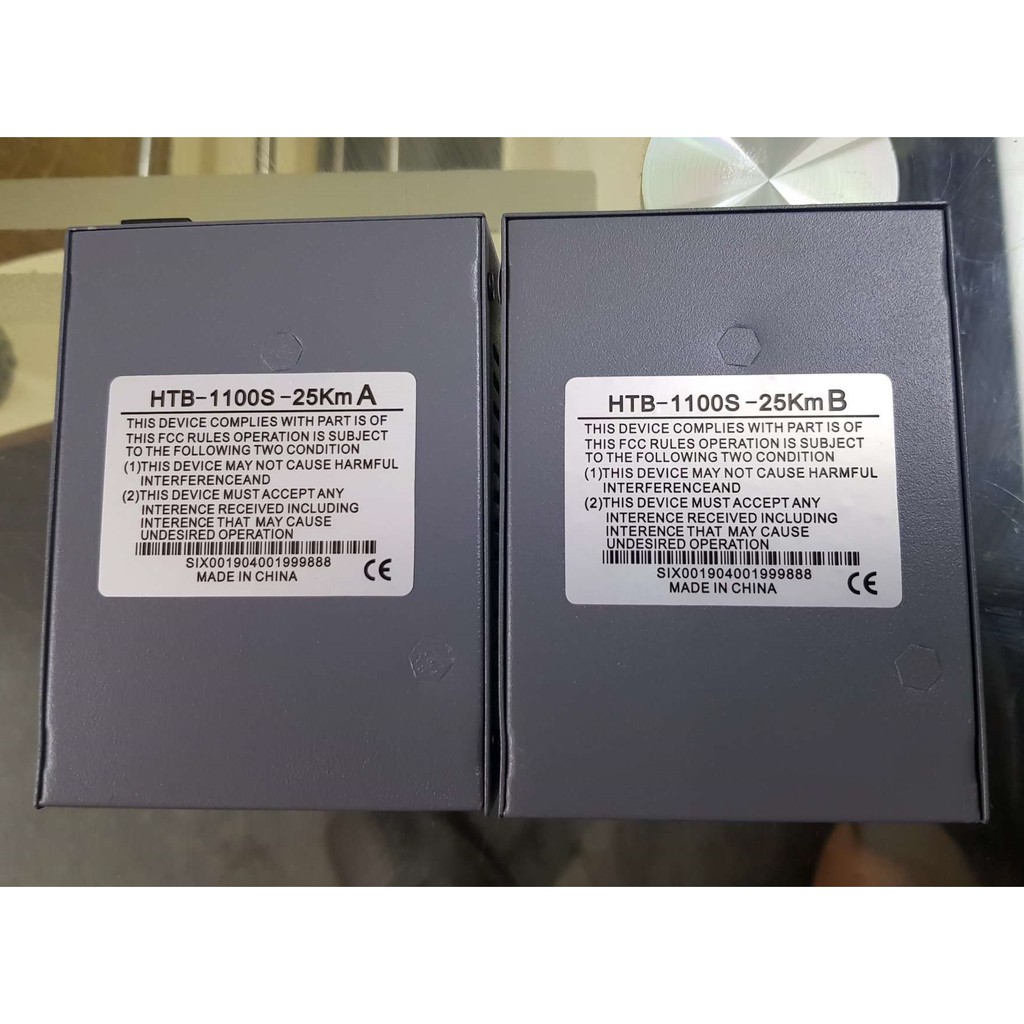 HTB-1100S-25Km A
THIS DEVICE COMPLIES WITH PART IS OF
THIS FCC RULES OPERATION IS SUBJECT
TO THE FOLLOWING TWO CONDITION
(1)THIS DEVICE MAY NOT CAUSE HARMFUL
INTERFERENCEAND
(2)THIS DEVICE MUST ACCEPT ANY
INTERENCE RECEIVED INCLUDING
INTERENCE THAT MAY CAUSE
UNDESIRED OPERATION
SIX001904001999888
MADE IN CHINA
CE
HTB-1100S-25Km B
THIS DEVICE COMPLIES WITH PART IS OF
THIS FCC RULES OPERATION IS SUBJECT
TO THE FOLLOWING TWO CONDITION
(1)THIS DEVICE MAY NOT CAUSE HARMFUL
INTERFERENCEAND
(2)THIS DEVICE MUST ACCEPT ANY
INTERENCE RECEIVED INCLUDING
INTERENCE THAT MAY CAUSE
UNDESIRED OPERATION
SIX001904001999888
MADE IN CHINA
CE